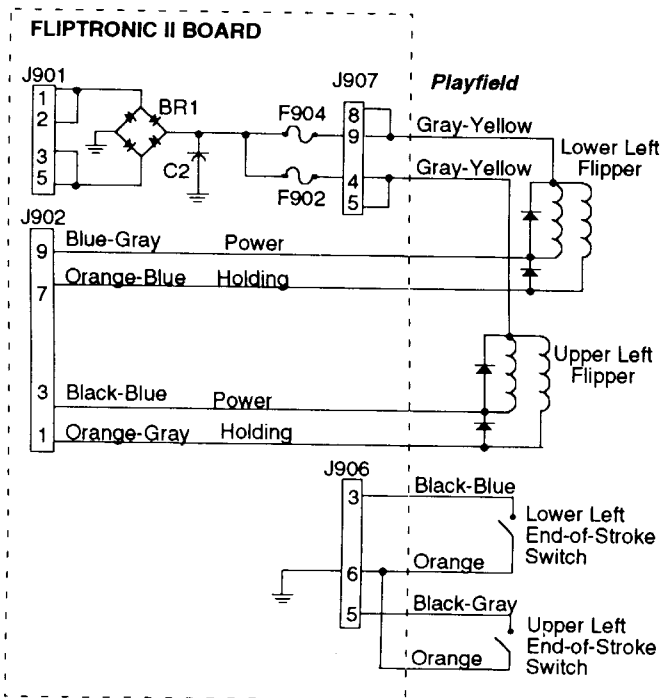 FLIPTRONIC II BOARD
J901
1
2
3
5
BR1
C2
F904
F902
J907
8
9
4
5
Playfield
Gray-Yellow
Gray-Yellow
Lower Left
Flipper
J902
9
Blue-Gray Power
7
Orange-Blue Holding
3
Black-Blue Power
1
Orange-Gray Holding
Upper Left
Flipper
J906
3
6
5
Black-Blue
Orange
Lower Left
End-of-Stroke
Switch
Black-Gray
Orange
Upper Left
End-of-Stroke
Switch